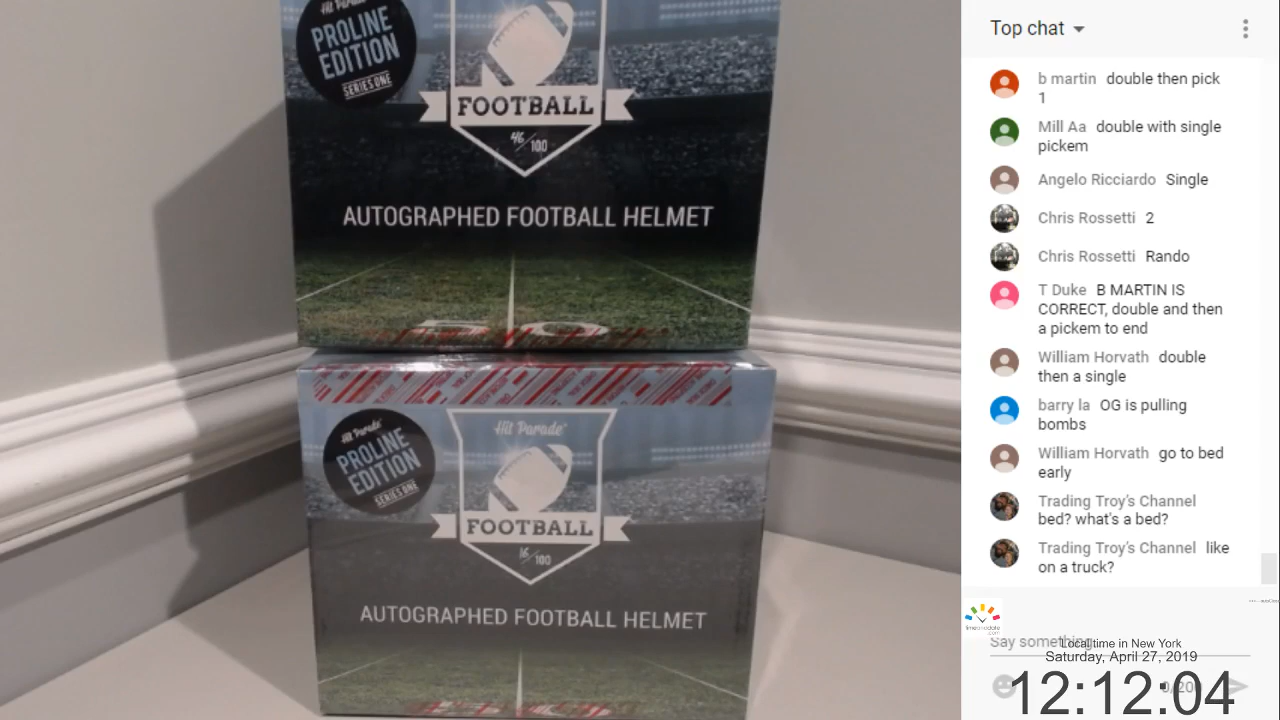 Hit Parade
PROLINE
EDITION
SERIES ONE
FOOTBALL
46/100
AUTOGRAPHED FOOTBALL HELMET
Hit Parade
PROLINE
EDITION
SERIES ONE
Hit Parade
FOOTBALL
16/100
AUTOGRAPHED FOOTBALL HELMET
Top chat
b martin double then pick
1
Mill Aa double with single
pickem
Angelo Ricciardo Single
Chris Rossetti 2
Chris Rossetti Rando
T Duke B MARTIN IS
CORRECT, double and then
a pickem to end
William Horvath double
then a single
barry la OG is pulling
bombs
William Horvath go to bed
early
Trading Troy's Channel
bed? what's a bed?
Trading Troy's Channel like
on a truck?
timeanddate
.com
Say something...
Local time in New York
Saturday, April 27, 2019
0/200
12:12:04